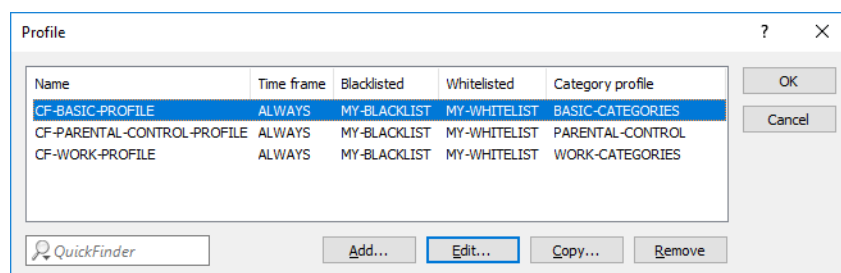 Profile ? X
Name Time frame Blacklisted Whitelisted Category profile
CF-BASIC-PROFILE ALWAYS MY-BLACKLIST MY-WHITELIST BASIC-CATEGORIES
CF-PARENTAL-CONTROL-PROFILE ALWAYS MY-BLACKLIST MY-WHITELIST PARENTAL-CONTROL
CF-WORK-PROFILE ALWAYS MY-BLACKLIST MY-WHITELIST WORK-CATEGORIES
OK
Cancel
QuickFinder Add... Edit... Copy... Remove